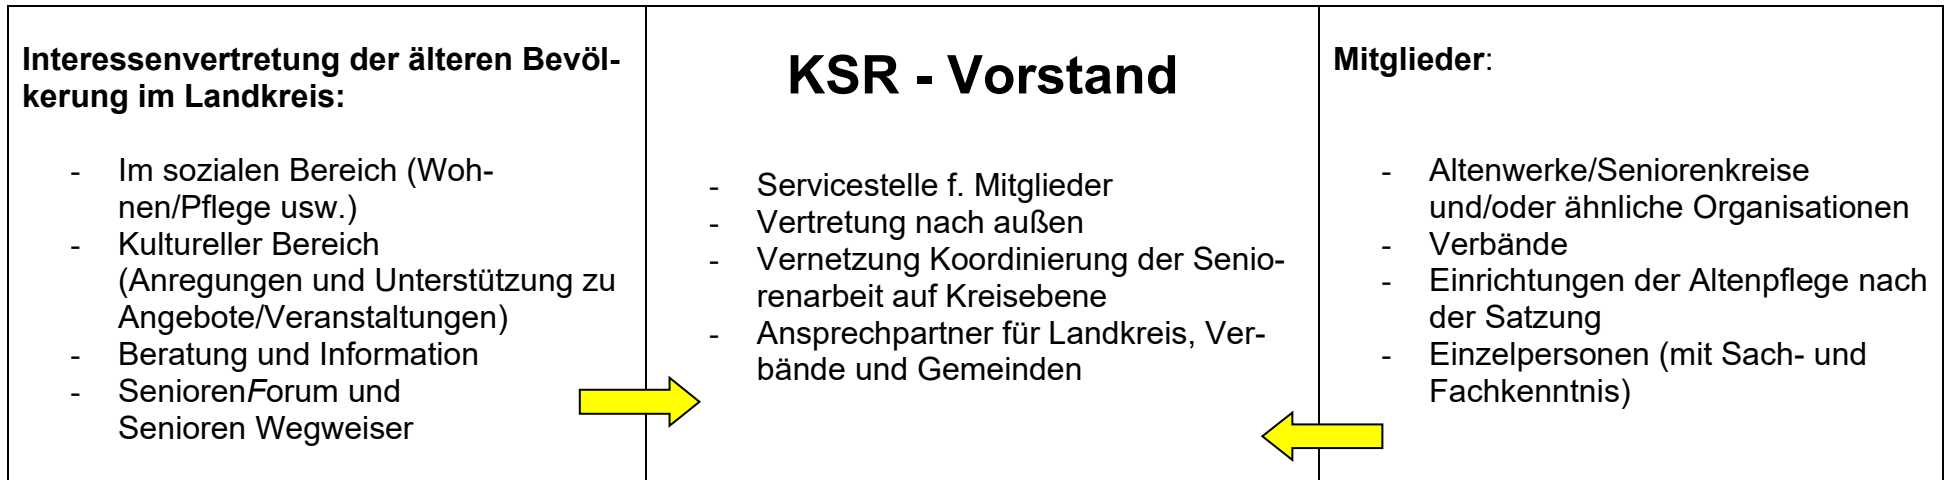 Interessenvertretung der älteren Bevöl-
kerung im Landkreis:
- Im sozialen Bereich (Woh-
nen/Pflege usw.)
- Kultureller Bereich
(Anregungen und Unterstützung zu
Angebote/Veranstaltungen)
- Beratung und Information
- SeniorenForum und
Senioren Wegweiser
KSR - Vorstand
- Servicestelle f. Mitglieder
- Vertretung nach außen
- Vernetzung Koordinierung der Senio-
renarbeit auf Kreisebene
- Ansprechpartner für Landkreis, Ver-
bände und Gemeinden
Mitglieder:
- Altenwerke/Seniorenkreise
und/oder ähnliche Organisationen
- Verbände
- Einrichtungen der Altenpflege nach
der Satzung
- Einzelpersonen (mit Sach- und
Fachkenntnis)